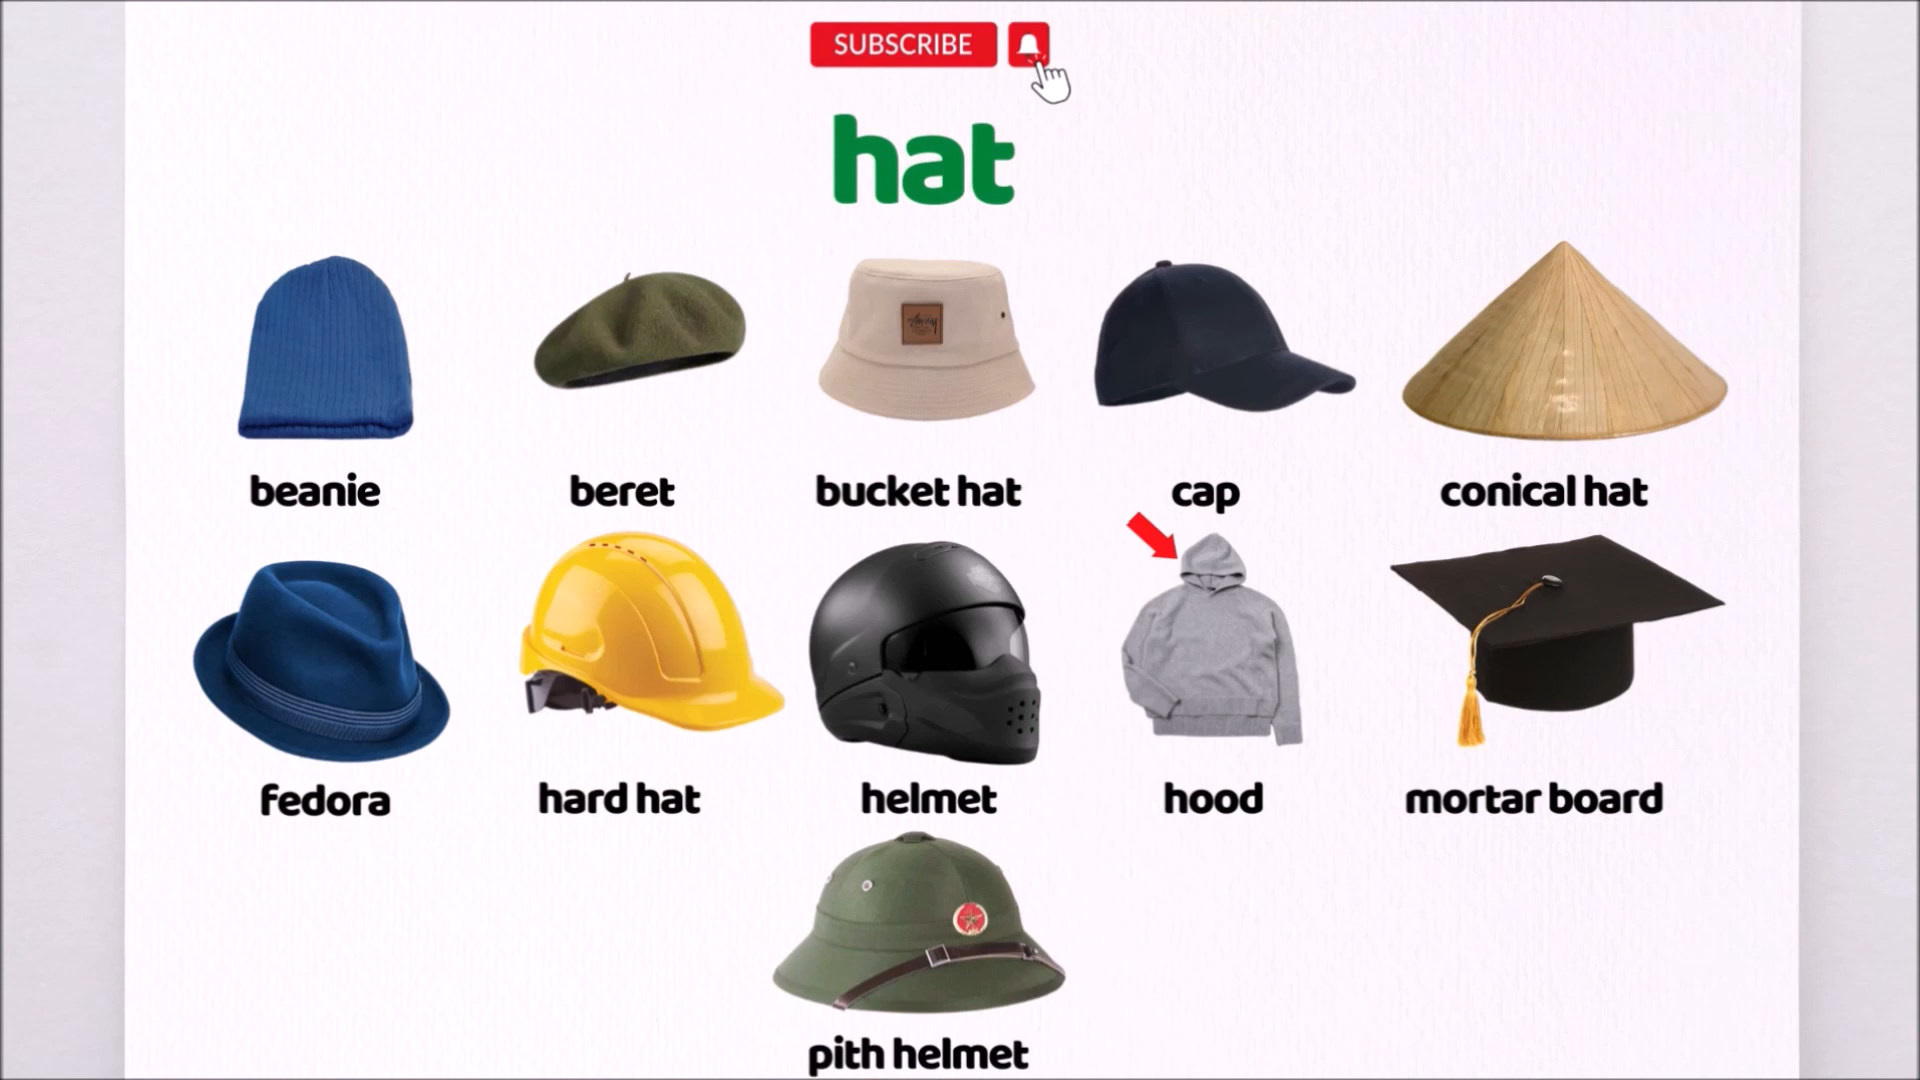 SUBSCRIBE
hat
beanie
beret
bucket hat
cap
conical hat
fedora
hard hat
helmet
hood
mortar board
pith helmet